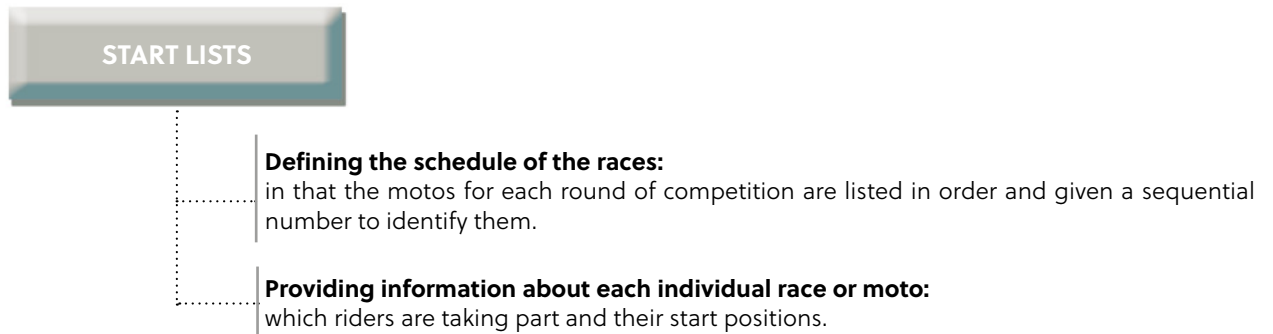 START LISTS
Defining the schedule of the races:
in that the motos for each round of competition are listed in order and given a sequential
number to identify them.
Providing information about each individual race or moto:
which riders are taking part and their start positions.